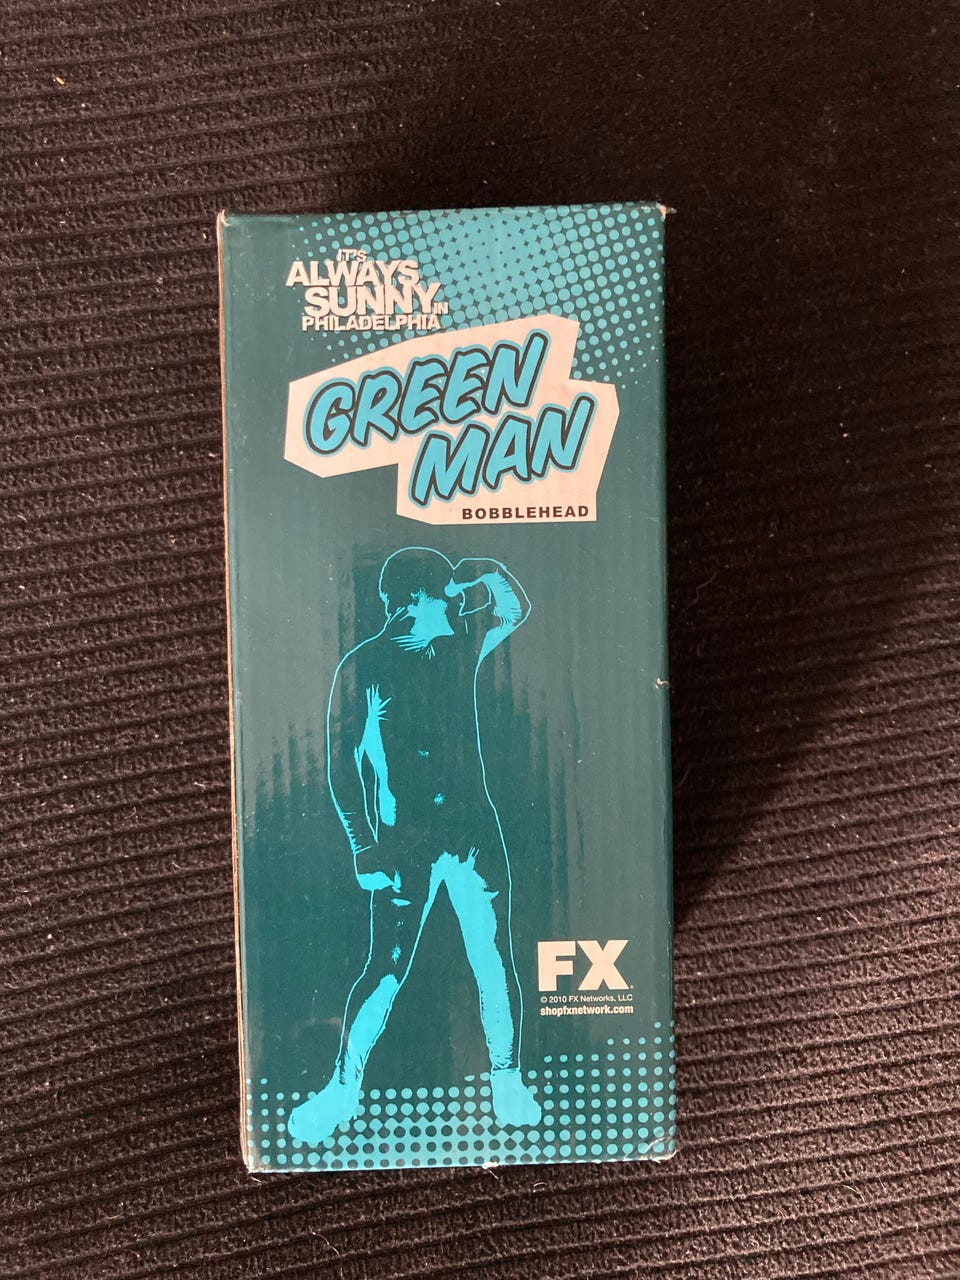 IT'S
ALWAYS
SUNNY IN
PHILADELPHIA
GREEN
MAN
BOBBLEHEAD
FX
© 2010 FX Networks, LLC
shopfxnetwork.com